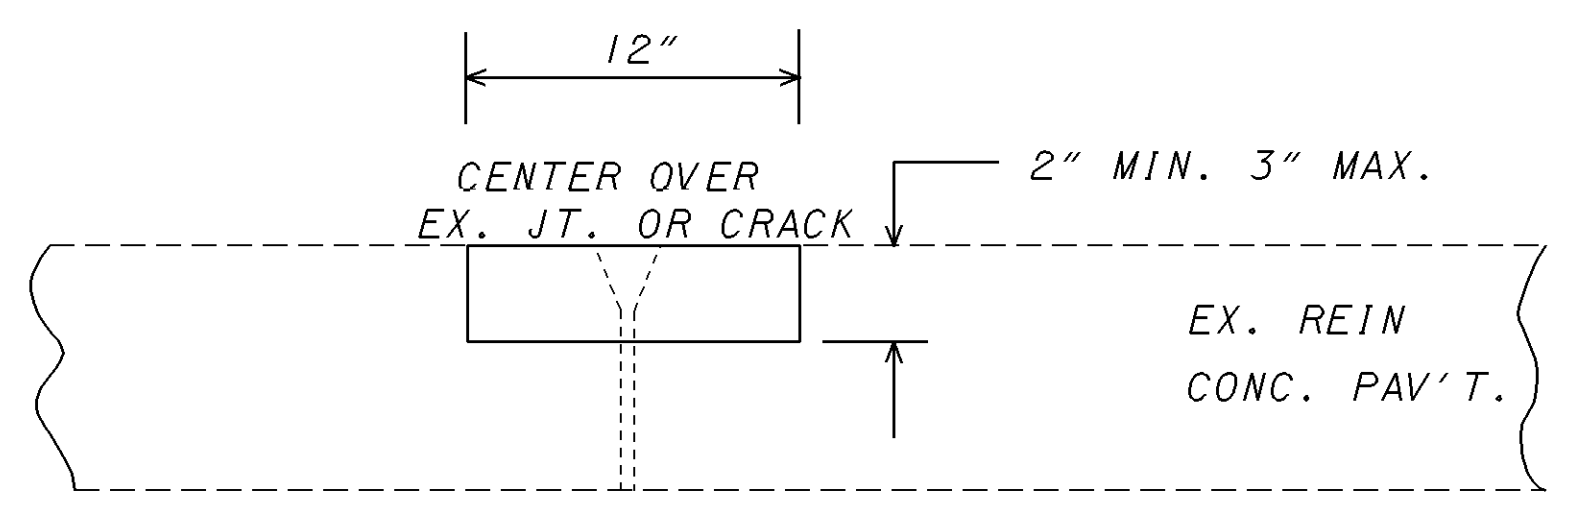 12"
CENTER OVER
EX. JT. OR CRACK
2" MIN. 3" MAX.
EX. REIN
CONC. PAV'T.